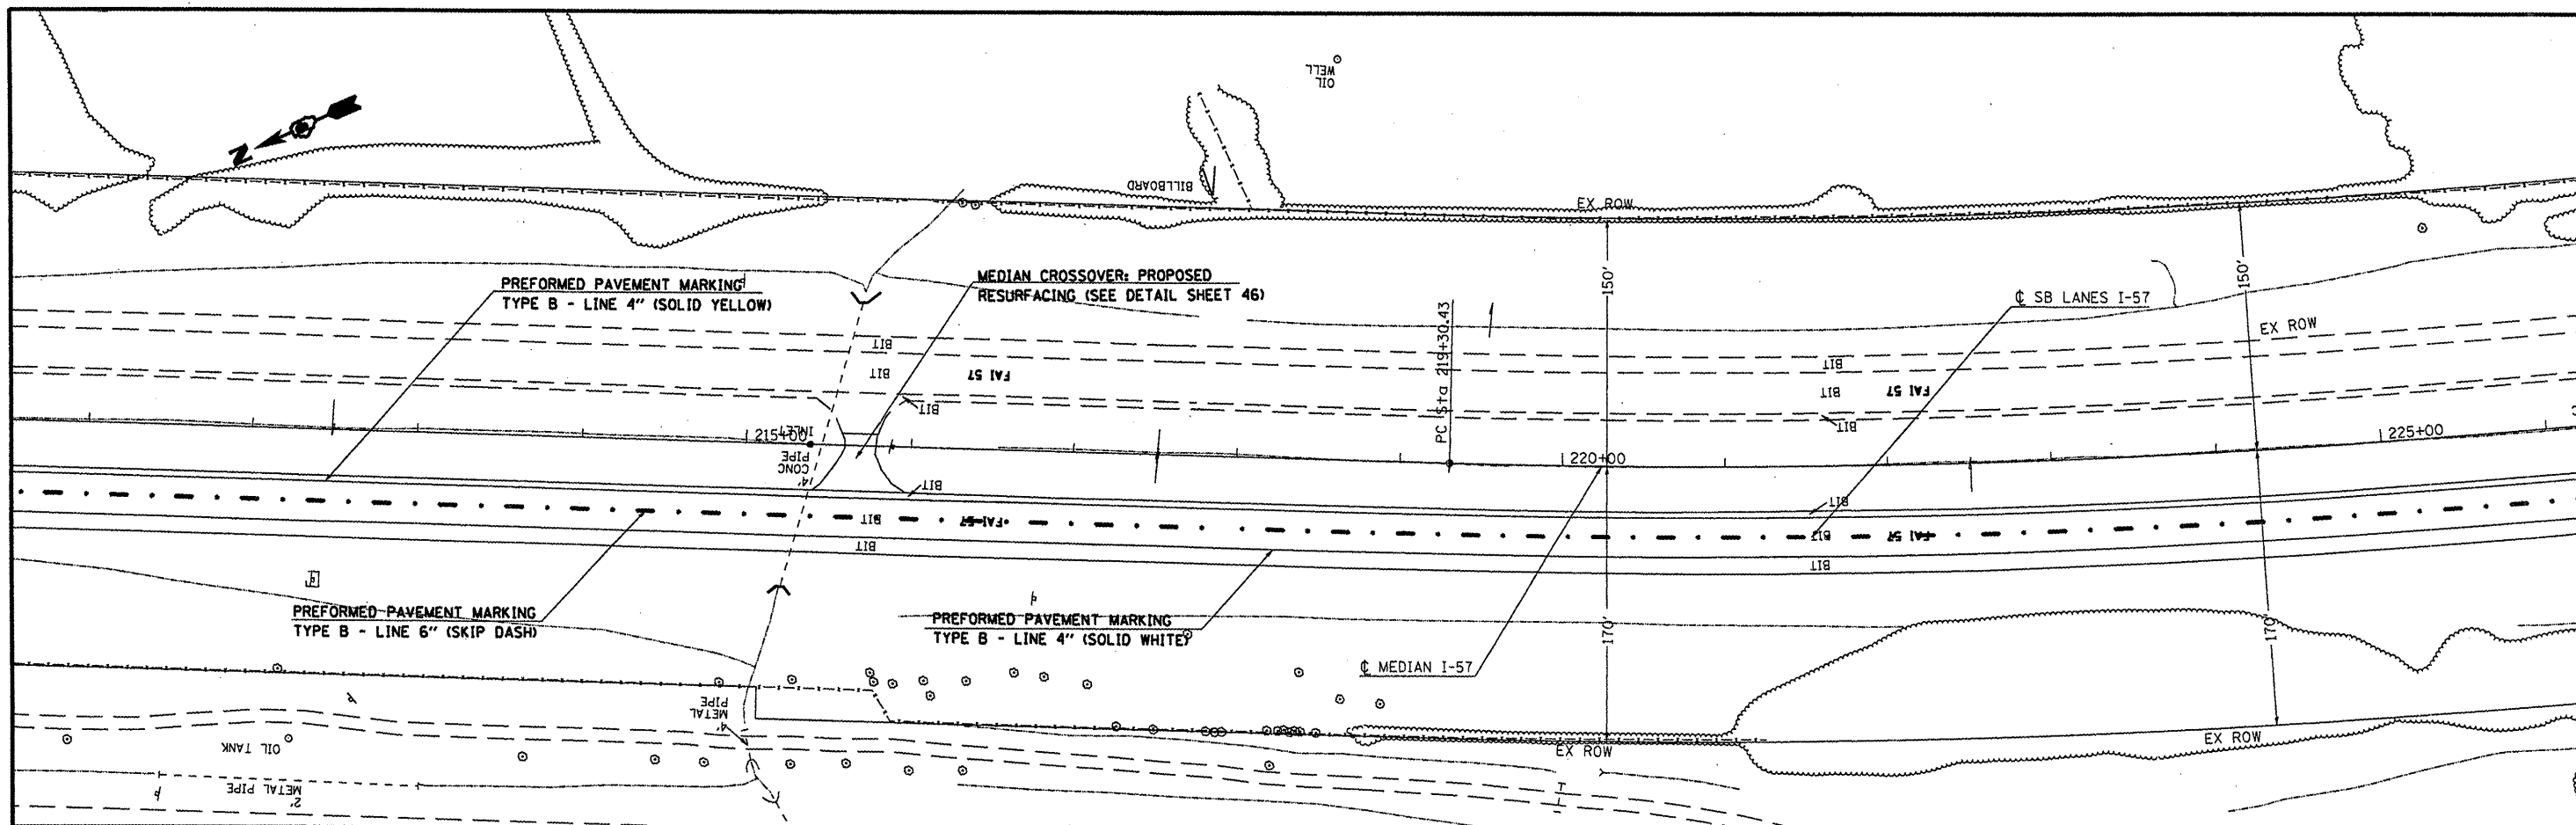 OIL
WELL
N
BILLBOARD
EX ROW
PREFORMED PAVEMENT MARKING
TYPE B - LINE 4" (SOLID YELLOW)
MEDIAN CROSSOVER: PROPOSED
RESURFACING (SEE DETAIL SHEET 46)
150'
150'
℄ SB LANES I-57
EX ROW
PC Sta 219+30.43
BIT
BIT
FAI 57
BIT
BIT
BIT
FAI 57
BIT
INLET
215+00
220+00
225+00
4'
CONC
PIPE
BIT
BIT
BIT
FAI 57
BIT
FAI 57
BIT
BIT
PREFORMED PAVEMENT MARKING
TYPE B - LINE 6" (SKIP DASH)
PREFORMED PAVEMENT MARKING
TYPE B - LINE 4" (SOLID WHITE)
170'
170'
℄ MEDIAN I-57
4'
METAL
PIPE
OIL TANK
EX ROW
EX ROW
2'
METAL PIPE